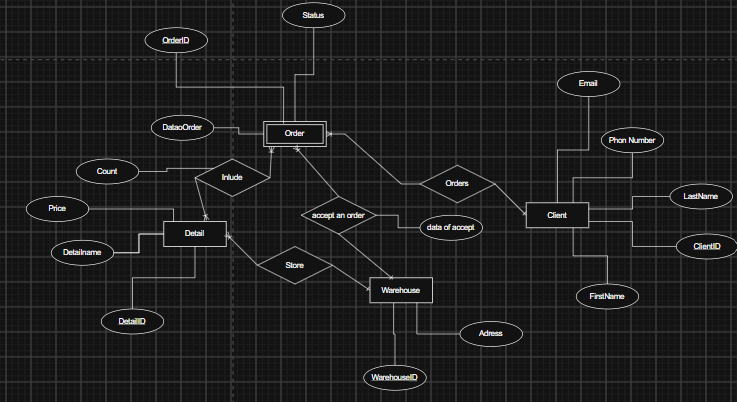 Status
OrderID
Email
DataoOrder
Order
Phon Number
Count
Inlude
Orders
LastName
Price
accept an order
Client
data of accept
Detail
ClientID
Detailname
Store
Warehouse
FirstName
DetailID
Adress
WarehouseID